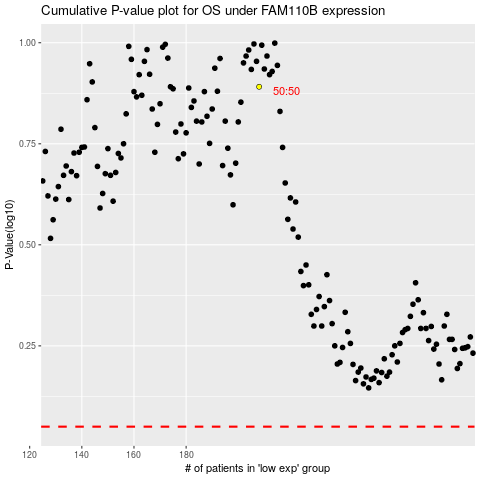 Cumulative P-value plot for OS under FAM110B expression
1.00
50:50
0.75
P-Value(log10)
0.50
0.25
120 140 160 180
# of patients in 'low exp' group